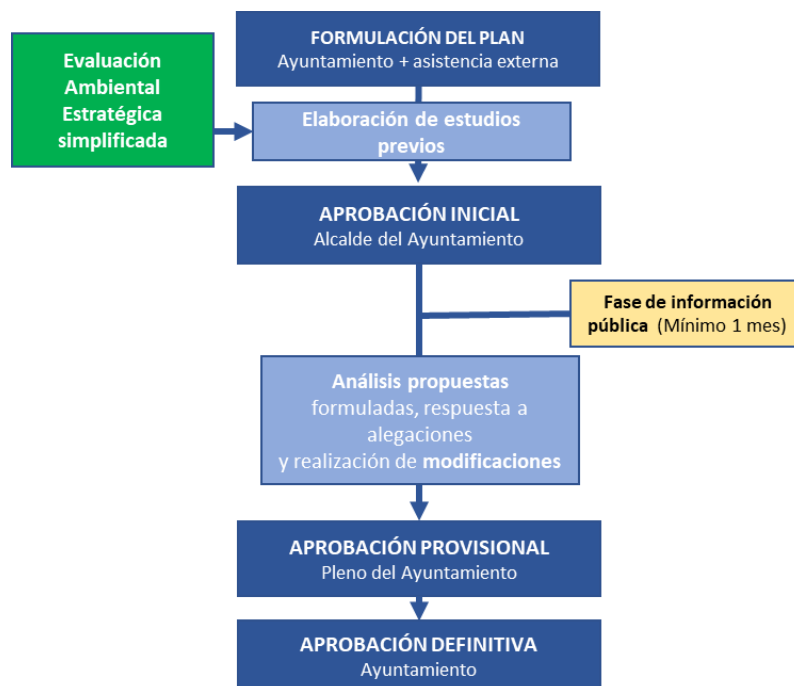 FORMULACIÓN DEL PLAN
Ayuntamiento + asistencia externa
Evaluación
Ambiental
Estratégica
simplificada
Elaboración de estudios
previos
APROBACIÓN INICIAL
Alcalde del Ayuntamiento
Fase de información
pública (Mínimo 1 mes)
Análisis propuestas
formuladas, respuesta a
alegaciones
y realización de modificaciones
APROBACIÓN PROVISIONAL
Pleno del Ayuntamiento
APROBACIÓN DEFINITIVA
Ayuntamiento